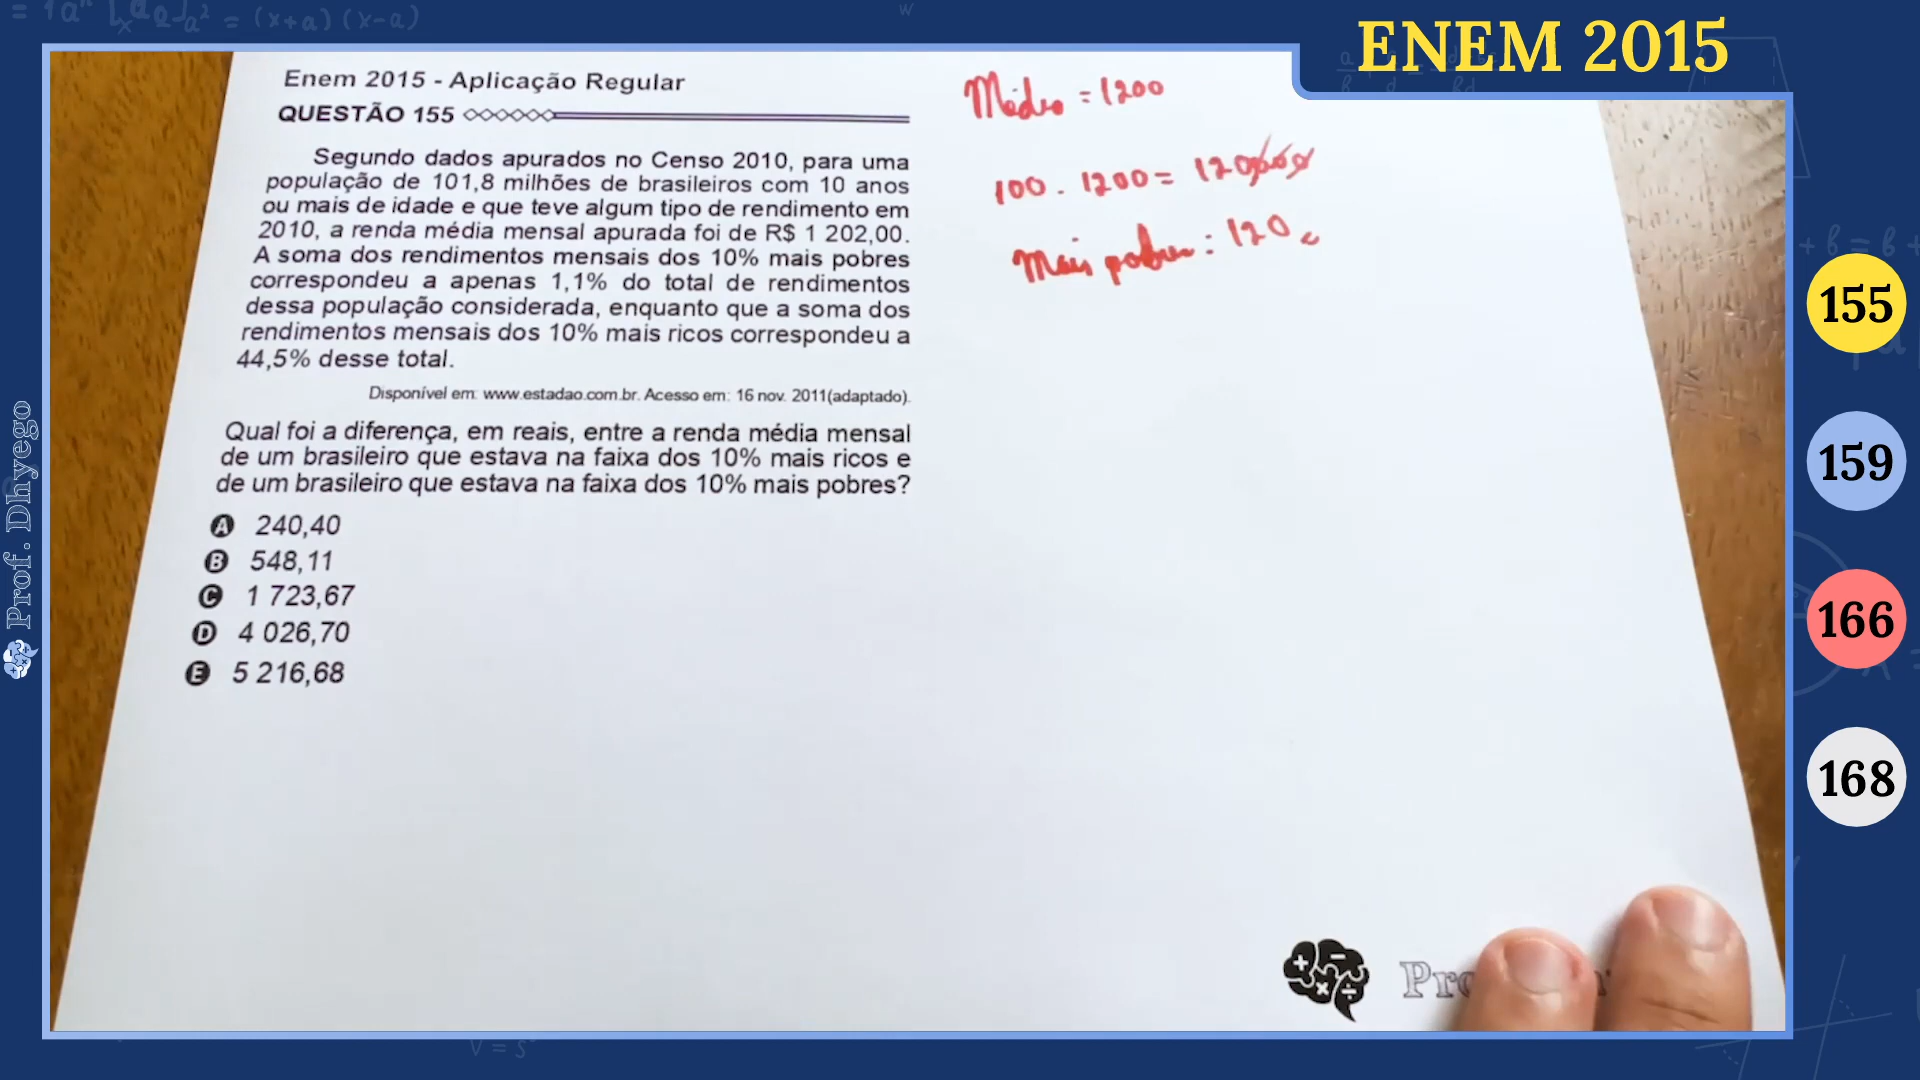 ENEM 2015
Enem 2015 - Aplicação Regular
QUESTÃO 155
Segundo dados apurados no Censo 2010, para uma
população de 101,8 milhões de brasileiros com 10 anos
ou mais de idade e que teve algum tipo de rendimento em
2010, a renda média mensal apurada foi de R$ 1 202,00.
A soma dos rendimentos mensais dos 10% mais pobres
correspondeu a apenas 1,1% do total de rendimentos
dessa população considerada, enquanto que a soma dos
rendimentos mensais dos 10% mais ricos correspondeu a
44,5% desse total.
Disponível em: www.estadao.com.br. Acesso em: 16 nov. 2011(adaptado).
Qual foi a diferença, em reais, entre a renda média mensal
de um brasileiro que estava na faixa dos 10% mais ricos e
de um brasileiro que estava na faixa dos 10% mais pobres?
A 240,40
B 548,11
C 1 723,67
D 4 026,70
E 5 216,68
= 1200
100 . 1200 = 120000
Mais pobres : 120
155
159
166
168
Prof. Dhyego